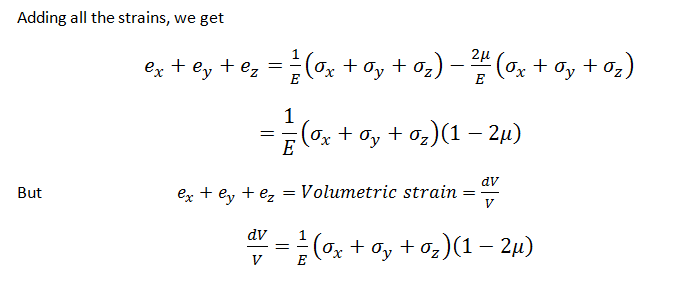 Adding all the strains, we get
e_x + e_y + e_z = 1/E (σ_x + σ_y + σ_z) − 2μ/E (σ_x + σ_y + σ_z)
= 1/E (σ_x + σ_y + σ_z)(1 − 2μ)
But e_x + e_y + e_z = Volumetric strain = dV/V
dV/V = 1/E (σ_x + σ_y + σ_z)(1 − 2μ)